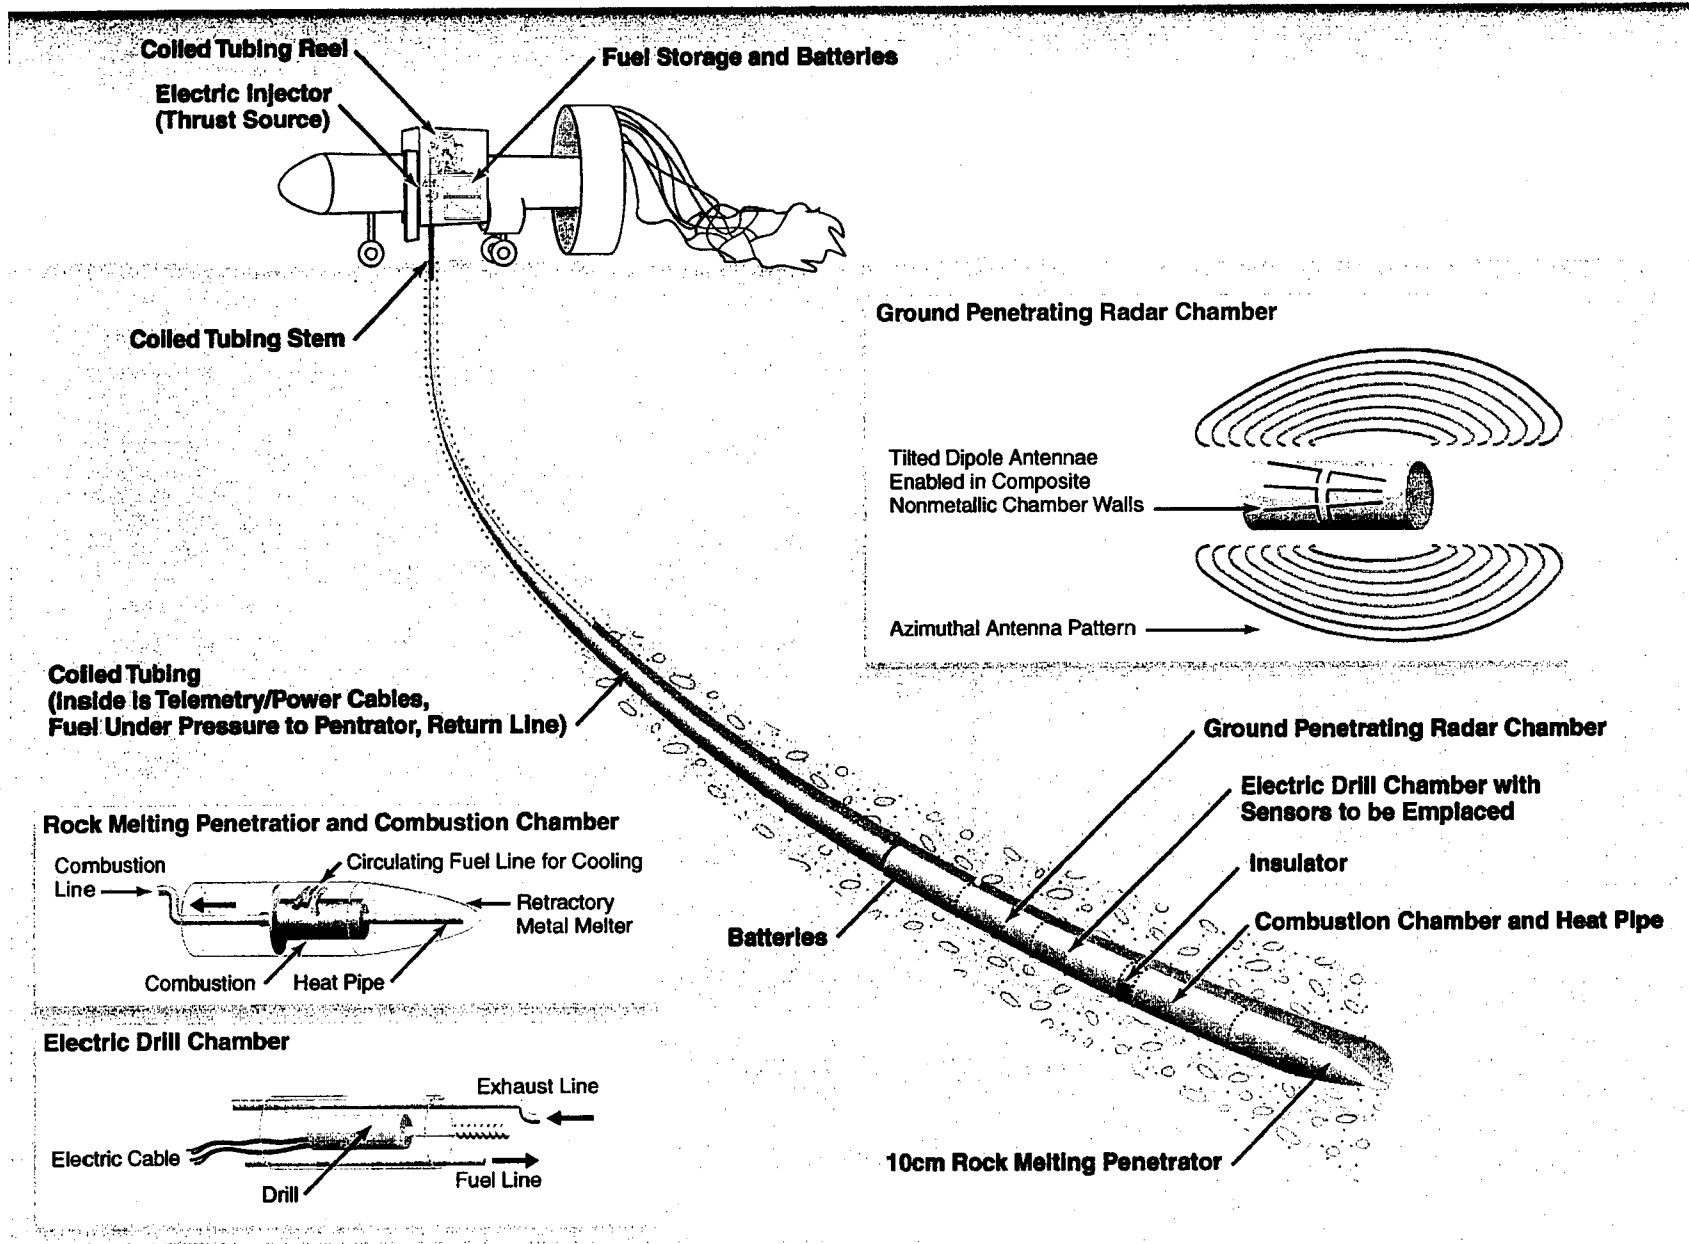 Coiled Tubing Reel
Fuel Storage and Batteries
Electric Injector
(Thrust Source)
Coiled Tubing Stem
Ground Penetrating Radar Chamber
Tilted Dipole Antennae
Enabled in Composite
Nonmetallic Chamber Walls
Azimuthal Antenna Pattern
Coiled Tubing
(Inside is Telemetry/Power Cables,
Fuel Under Pressure to Pentrator, Return Line)
Ground Penetrating Radar Chamber
Electric Drill Chamber with
Sensors to be Emplaced
Insulator
Combustion Chamber and Heat Pipe
Batteries
10cm Rock Melting Penetrator
Rock Melting Penetratior and Combustion Chamber
Combustion
Line
Circulating Fuel Line for Cooling
Retractory
Metal Melter
Combustion
Heat Pipe
Electric Drill Chamber
Exhaust Line
Electric Cable
Fuel Line
Drill